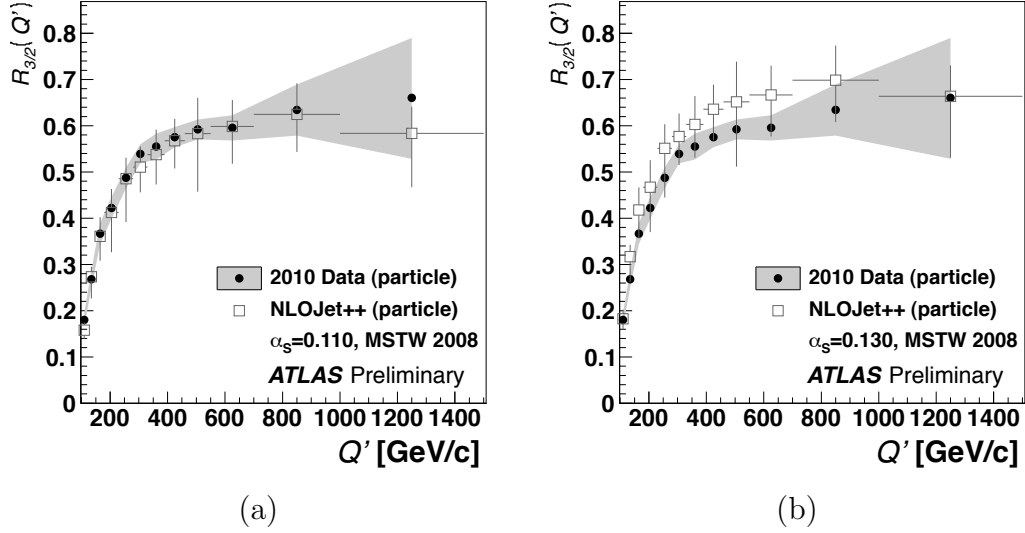 R3/2(Q')
0.8
0.7
0.6
0.5
0.4
0.3
0.2
0.1
0
2010 Data (particle)
NLOJet++ (particle)
αS=0.110, MSTW 2008
ATLAS Preliminary
200 400 600 800 1000 1200 1400
Q' [GeV/c]
(a)
R3/2(Q')
0.8
0.7
0.6
0.5
0.4
0.3
0.2
0.1
0
2010 Data (particle)
NLOJet++ (particle)
αS=0.130, MSTW 2008
ATLAS Preliminary
200 400 600 800 1000 1200 1400
Q' [GeV/c]
(b)